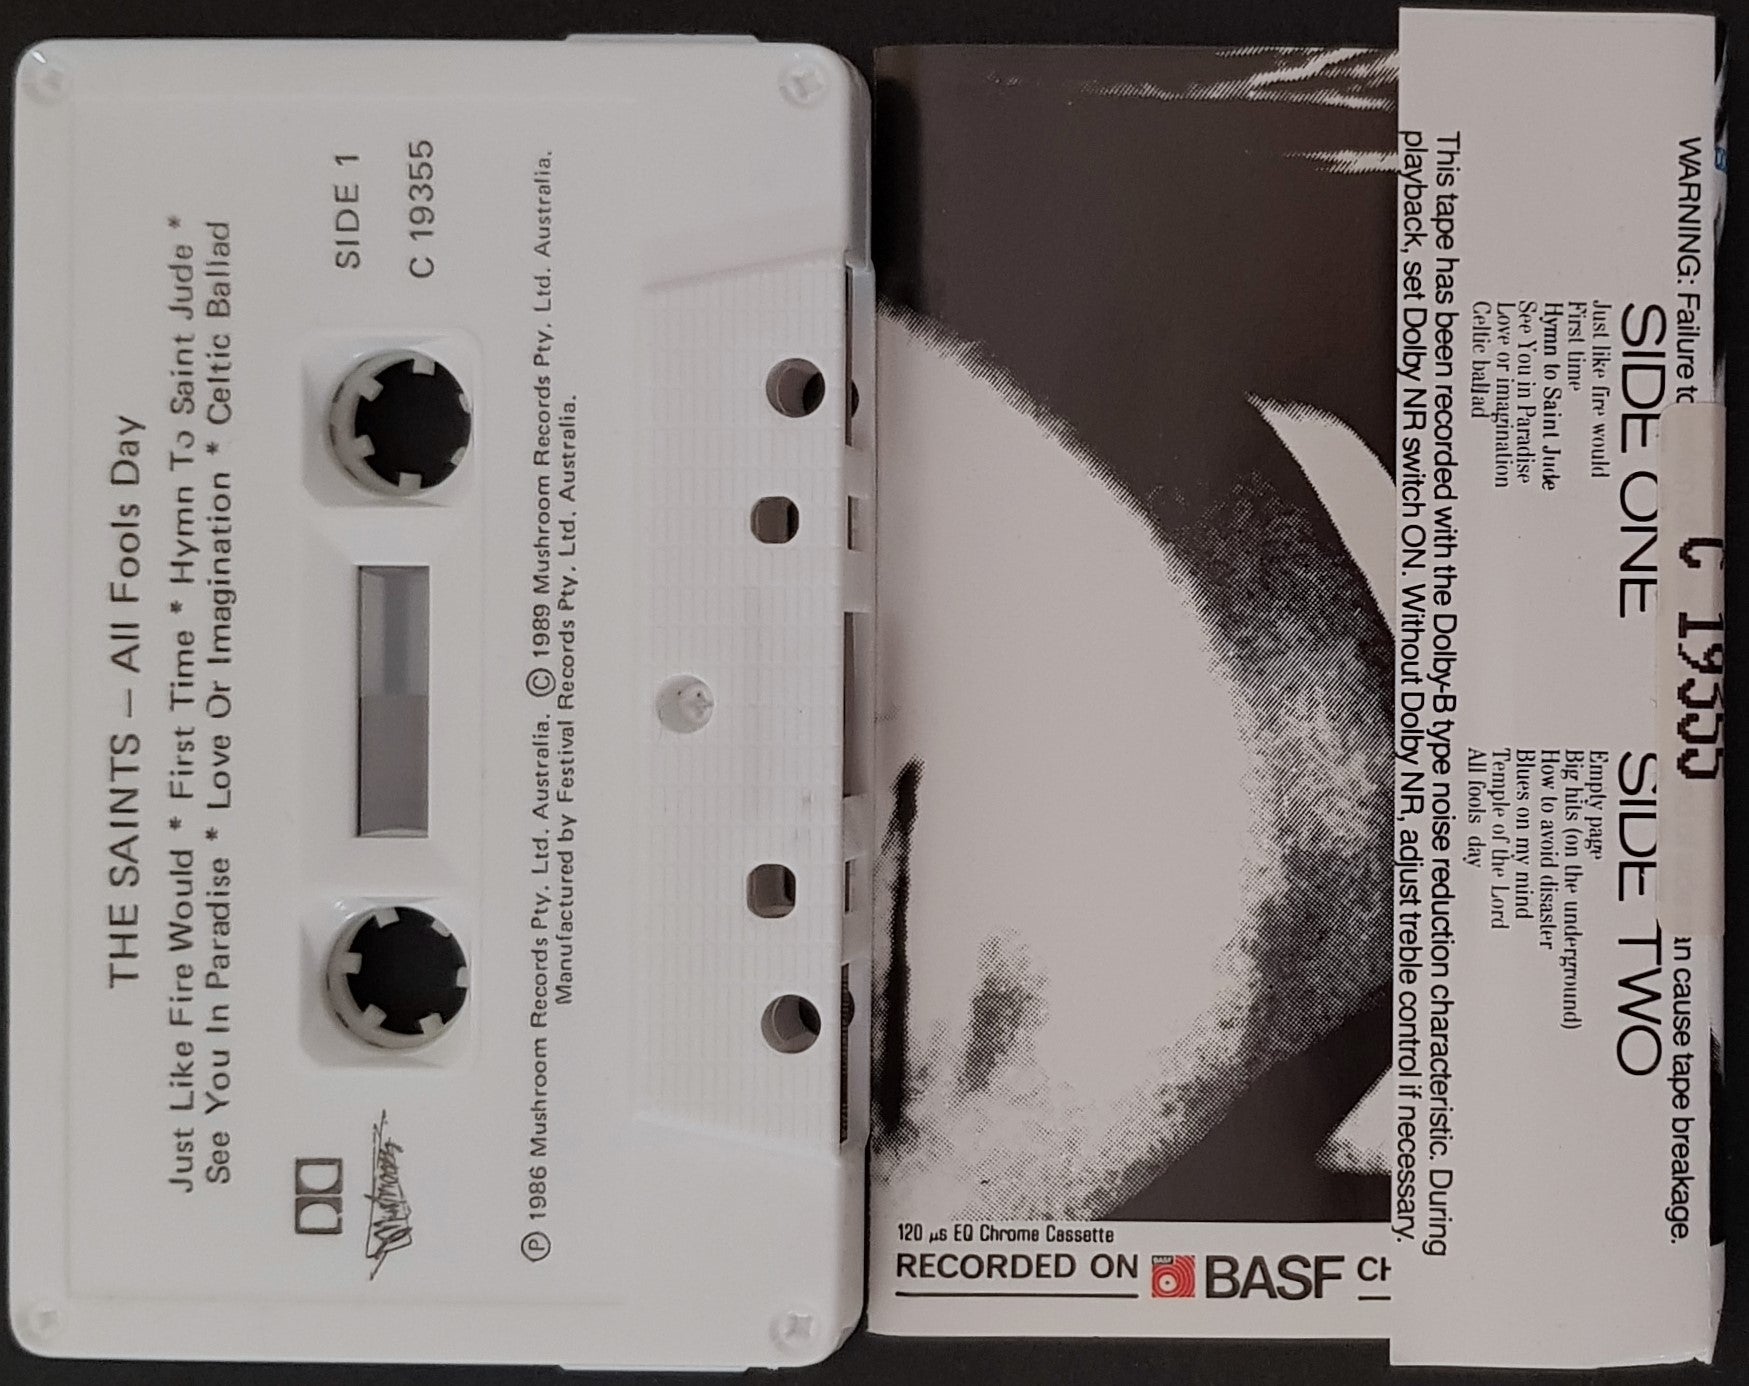 THE SAINTS — All Fools Day
Just Like Fire Would * First Time * Hymn To Saint Jude *
See You In Paradise * Love Or Imagination * Celtic Ballad
SIDE 1
C 19355
Mushroom
Ⓟ 1986 Mushroom Records Pty. Ltd. Australia. © 1989 Mushroom Records Pty. Ltd. Australia.
Manufactured by Festival Records Pty. Ltd. Australia.
120 µs EQ Chrome Cassette
RECORDED ON BASF
WARNING: Failure to
an cause tape breakage.
C 19355
SIDE ONE
Just like fire would
First time
Hymn to Saint Jude
See You in Paradise
Love or imagination
Celtic ballad
SIDE TWO
Empty page
Big hits (on the underground)
How to avoid disaster
Blues on my mind
Temple of the Lord
All fools day
This tape has been recorded with the Dolby-B type noise reduction characteristic. During
playback, set Dolby NR switch ON. Without Dolby NR, adjust treble control if necessary.